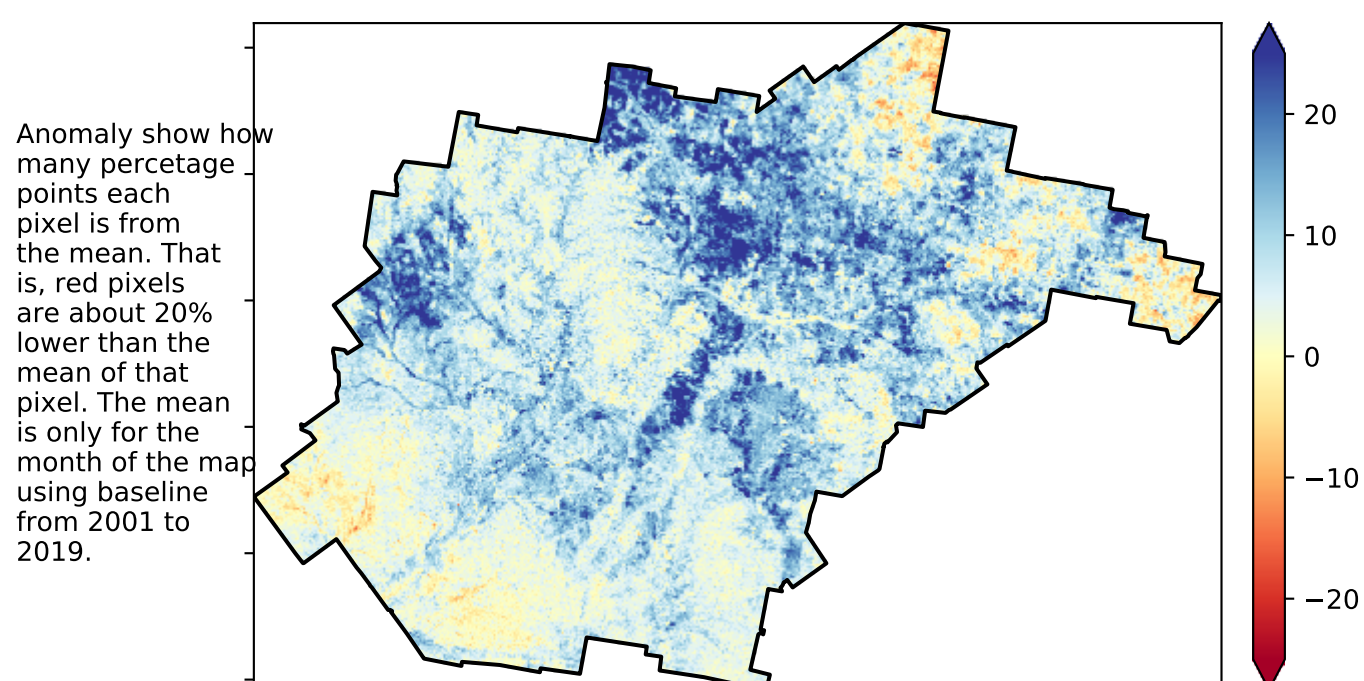 Anomaly show how
many percetage
points each
pixel is from
the mean. That
is, red pixels
are about 20%
lower than the
mean of that
pixel. The mean
is only for the
month of the map
using baseline
from 2001 to
2019.
20
10
0
−10
−20